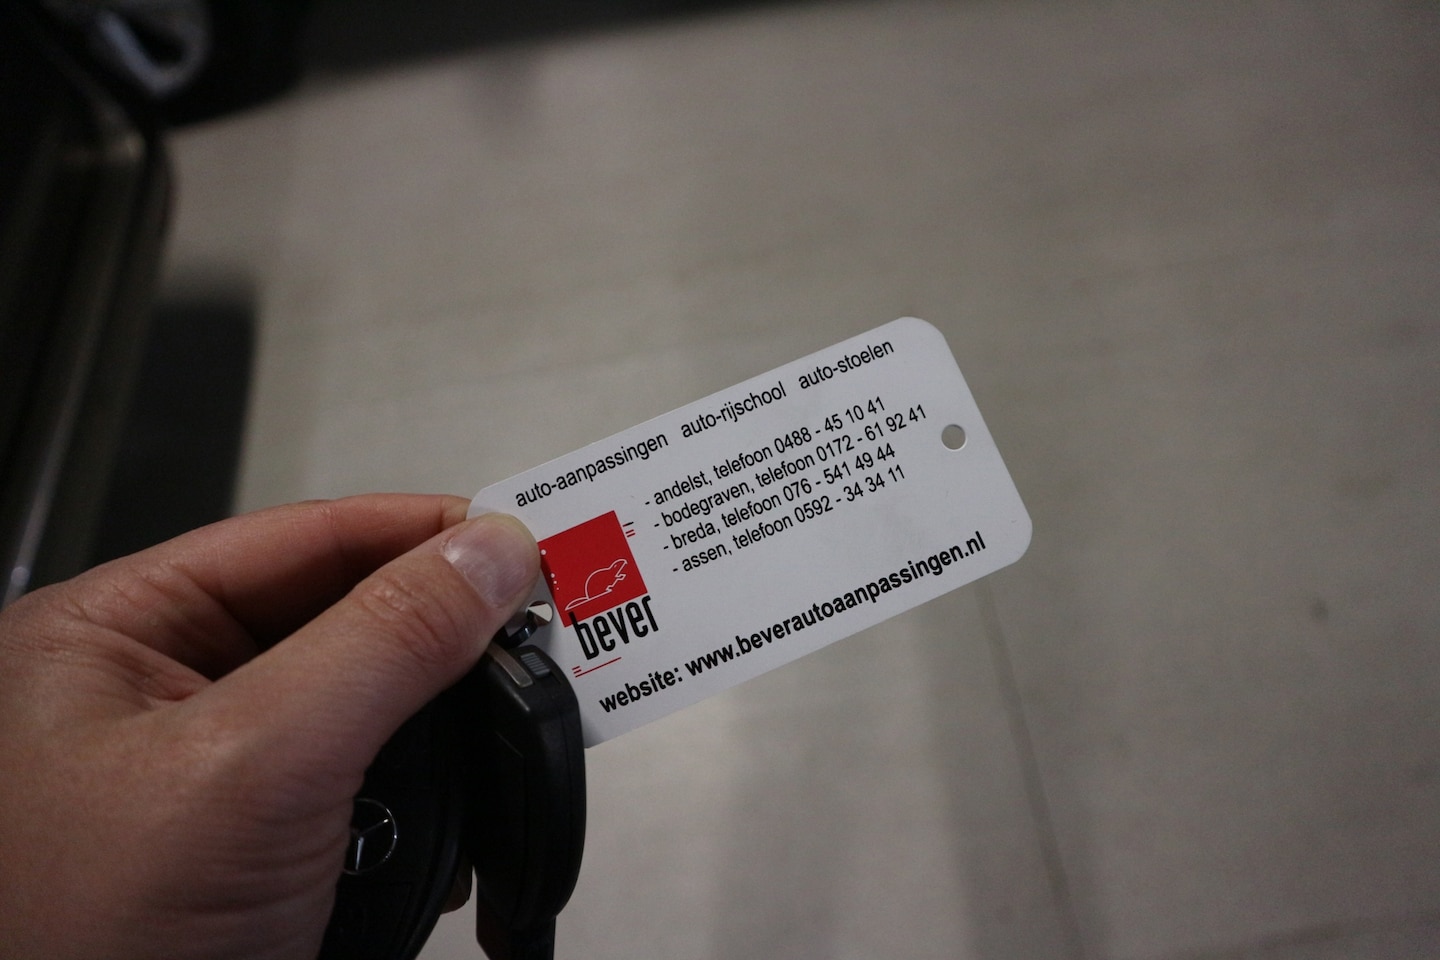 auto-aanpassingen auto-rijschool auto-stoelen
- andelst, telefoon 0488 - 45 10 41
- bodegraven, telefoon 0172 - 61 92 41
- breda, telefoon 076 - 541 49 44
- assen, telefoon 0592 - 34 34 11
bever
website: www.beverautoaanpassingen.nl